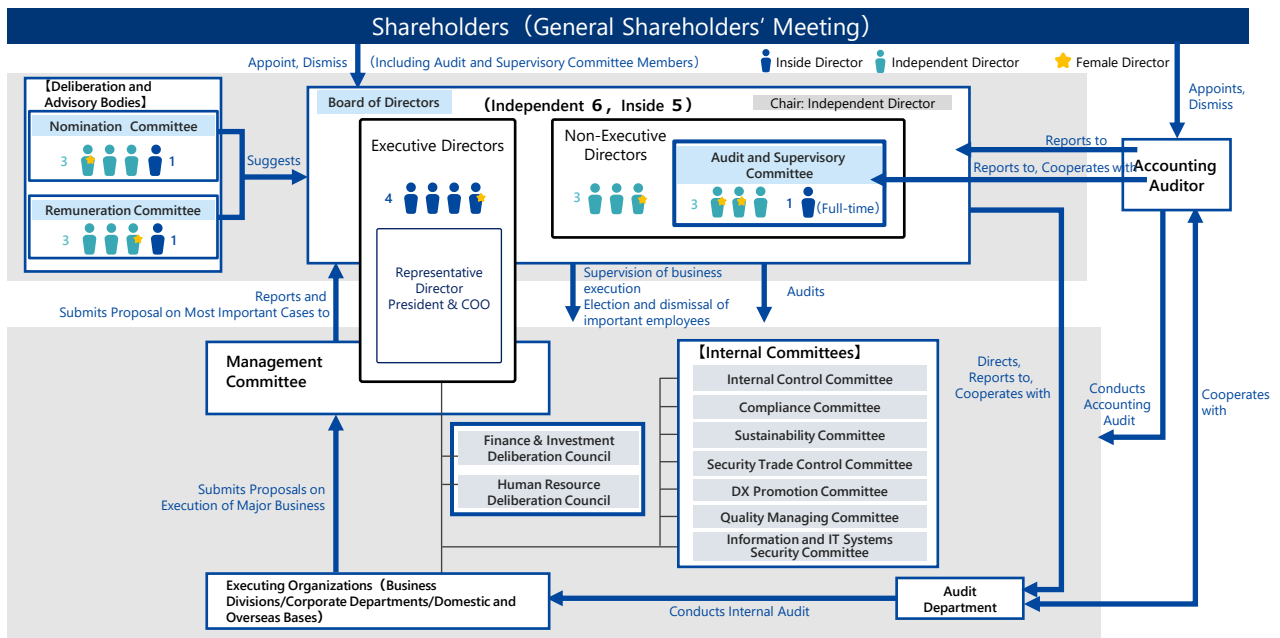 Shareholders（General Shareholders' Meeting）
Appoint, Dismiss
（Including Audit and Supervisory Committee Members）
Inside Director
Independent Director
Female Director
【Deliberation and
Advisory Bodies】
Nomination Committee
3
1
Remuneration Committee
3
1
Suggests
Board of Directors
（Independent 6 , Inside 5）
Chair: Independent Director
Executive Directors
4
Representative
Director
President & COO
Non-Executive
Directors
3
Audit and Supervisory
Committee
3
1
(Full-time)
Appoints,
Dismiss
Reports to
Reports to, Cooperates with
Accounting
Auditor
Reports and
Submits Proposal on Most Important Cases to
Supervision of business
execution
Election and dismissal of
important employees
Audits
Management
Committee
【Internal Committees】
Internal Control Committee
Compliance Committee
Sustainability Committee
Security Trade Control Committee
DX Promotion Committee
Quality Managing Committee
Information and IT Systems
Security Committee
Directs,
Reports to,
Cooperates with
Conducts
Accounting
Audit
Cooperates
with
Finance & Investment
Deliberation Council
Human Resource
Deliberation Council
Submits Proposals on
Execution of Major Business
Executing Organizations（Business
Divisions/Corporate Departments/Domestic and
Overseas Bases）
Conducts Internal Audit
Audit
Department